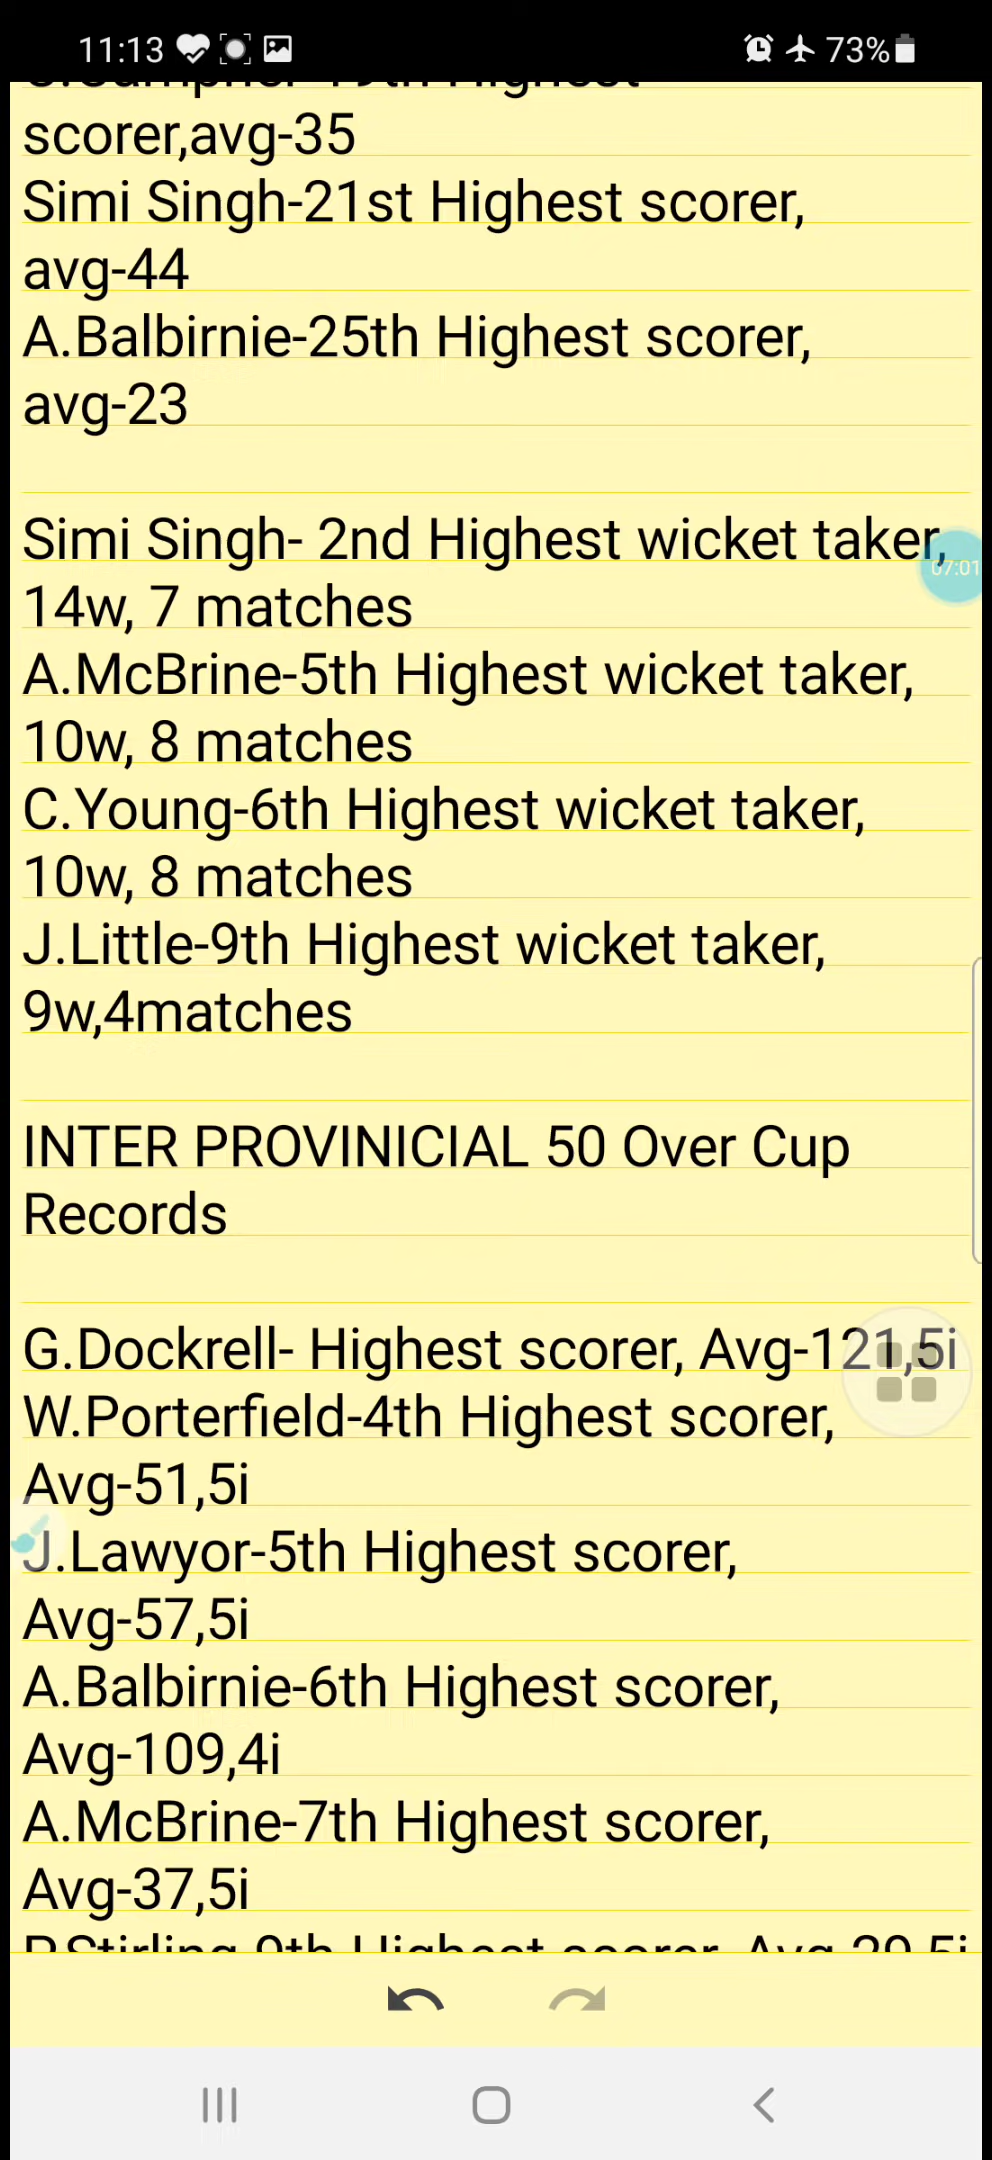 11:13
73%
scorer,avg-35
Simi Singh-21st Highest scorer,
avg-44
A.Balbirnie-25th Highest scorer,
avg-23
Simi Singh- 2nd Highest wicket taker,
07:01
14w, 7 matches
A.McBrine-5th Highest wicket taker,
10w, 8 matches
C.Young-6th Highest wicket taker,
10w, 8 matches
J.Little-9th Highest wicket taker,
9w,4matches
INTER PROVINICIAL 50 Over Cup
Records
G.Dockrell- Highest scorer, Avg-121,5i
W.Porterfield-4th Highest scorer,
Avg-51,5i
J.Lawyor-5th Highest scorer,
Avg-57,5i
A.Balbirnie-6th Highest scorer,
Avg-109,4i
A.McBrine-7th Highest scorer,
Avg-37,5i